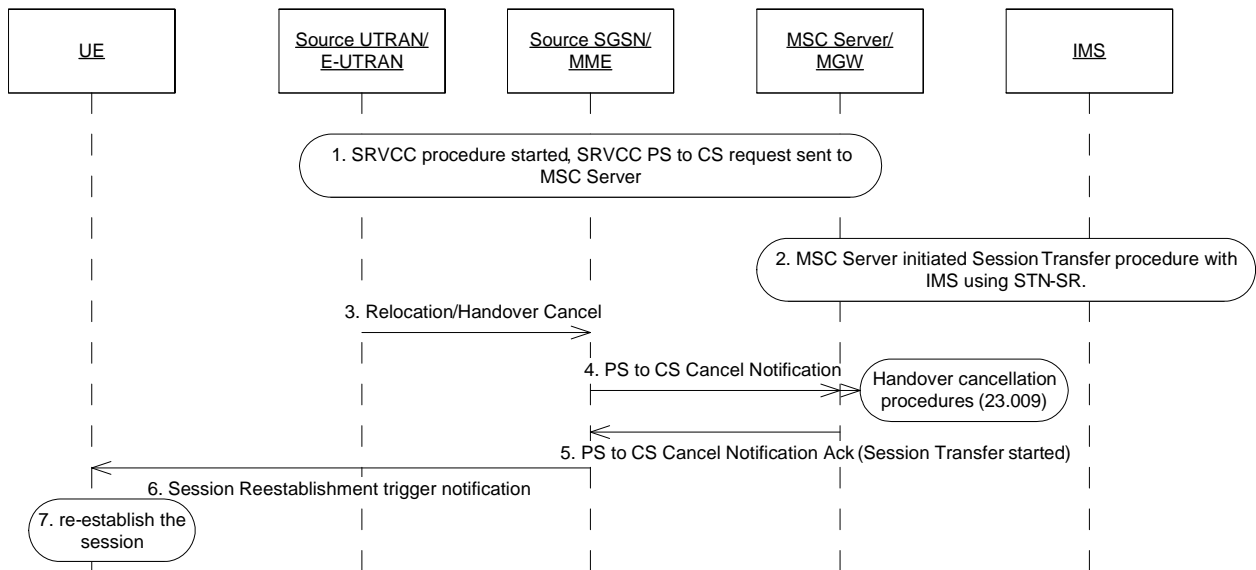 UE
Source UTRAN/
E-UTRAN
Source SGSN/
MME
MSC Server/
MGW
IMS
1. SRVCC procedure started, SRVCC PS to CS request sent to
MSC Server
2. MSC Server initiated Session Transfer procedure with
IMS using STN-SR.
3. Relocation/Handover Cancel
4. PS to CS Cancel Notification
Handover cancellation
procedures (23.009)
5. PS to CS Cancel Notification Ack (Session Transfer started)
6. Session Reestablishment trigger notification
7. re-establish the
session